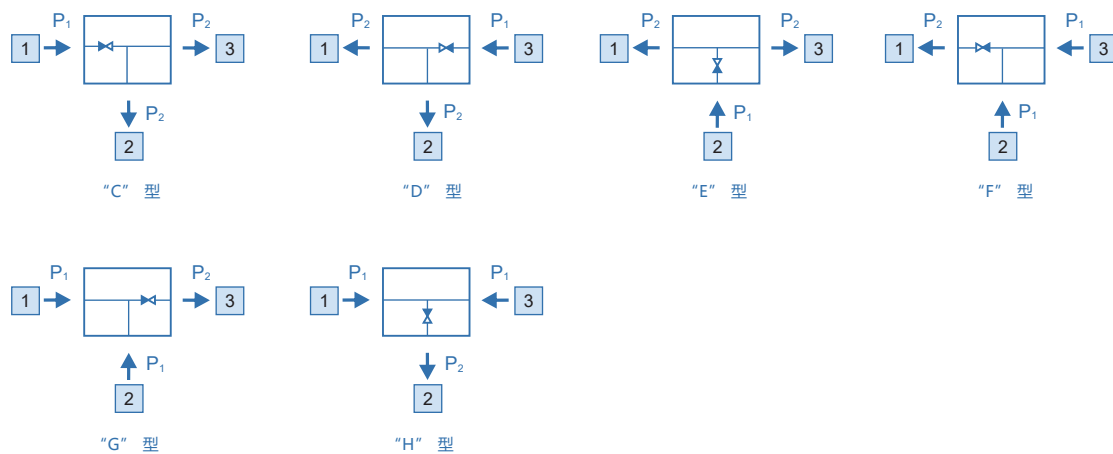 P₁ P₂ P₂ P₁ P₂ P₂ P₂ P₁
1 3 1 3 1 3 1 3
P₂ P₂ P₁ P₁
2 2 2 2
“C” 型 “D” 型 “E” 型 “F” 型
P₁ P₂ P₁ P₁
1 3 1 3
P₁ P₂
2 2
“G” 型 “H” 型